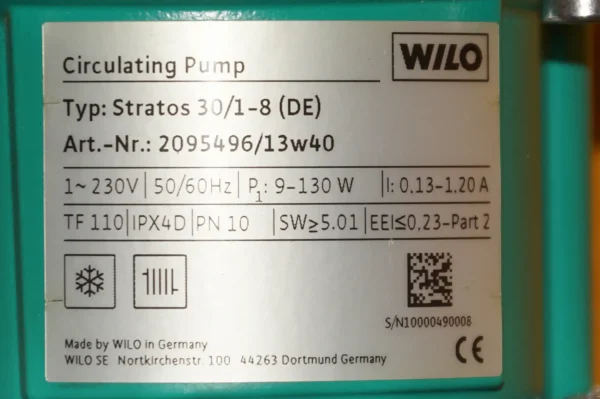 WILO
Circulating Pump
Typ: Stratos 30/1-8 (DE)
Art.-Nr.: 2095496/13w40
1~230V | 50/60Hz | P1: 9-130 W | I: 0,13-1,20 A
TF 110 | IPX4D | PN 10 | SW≥5.01 | EEI≤0,23-Part 2
S/N10000490008
Made by WILO in Germany
WILO SE Nortkirchenstr. 100 44263 Dortmund Germany
CE